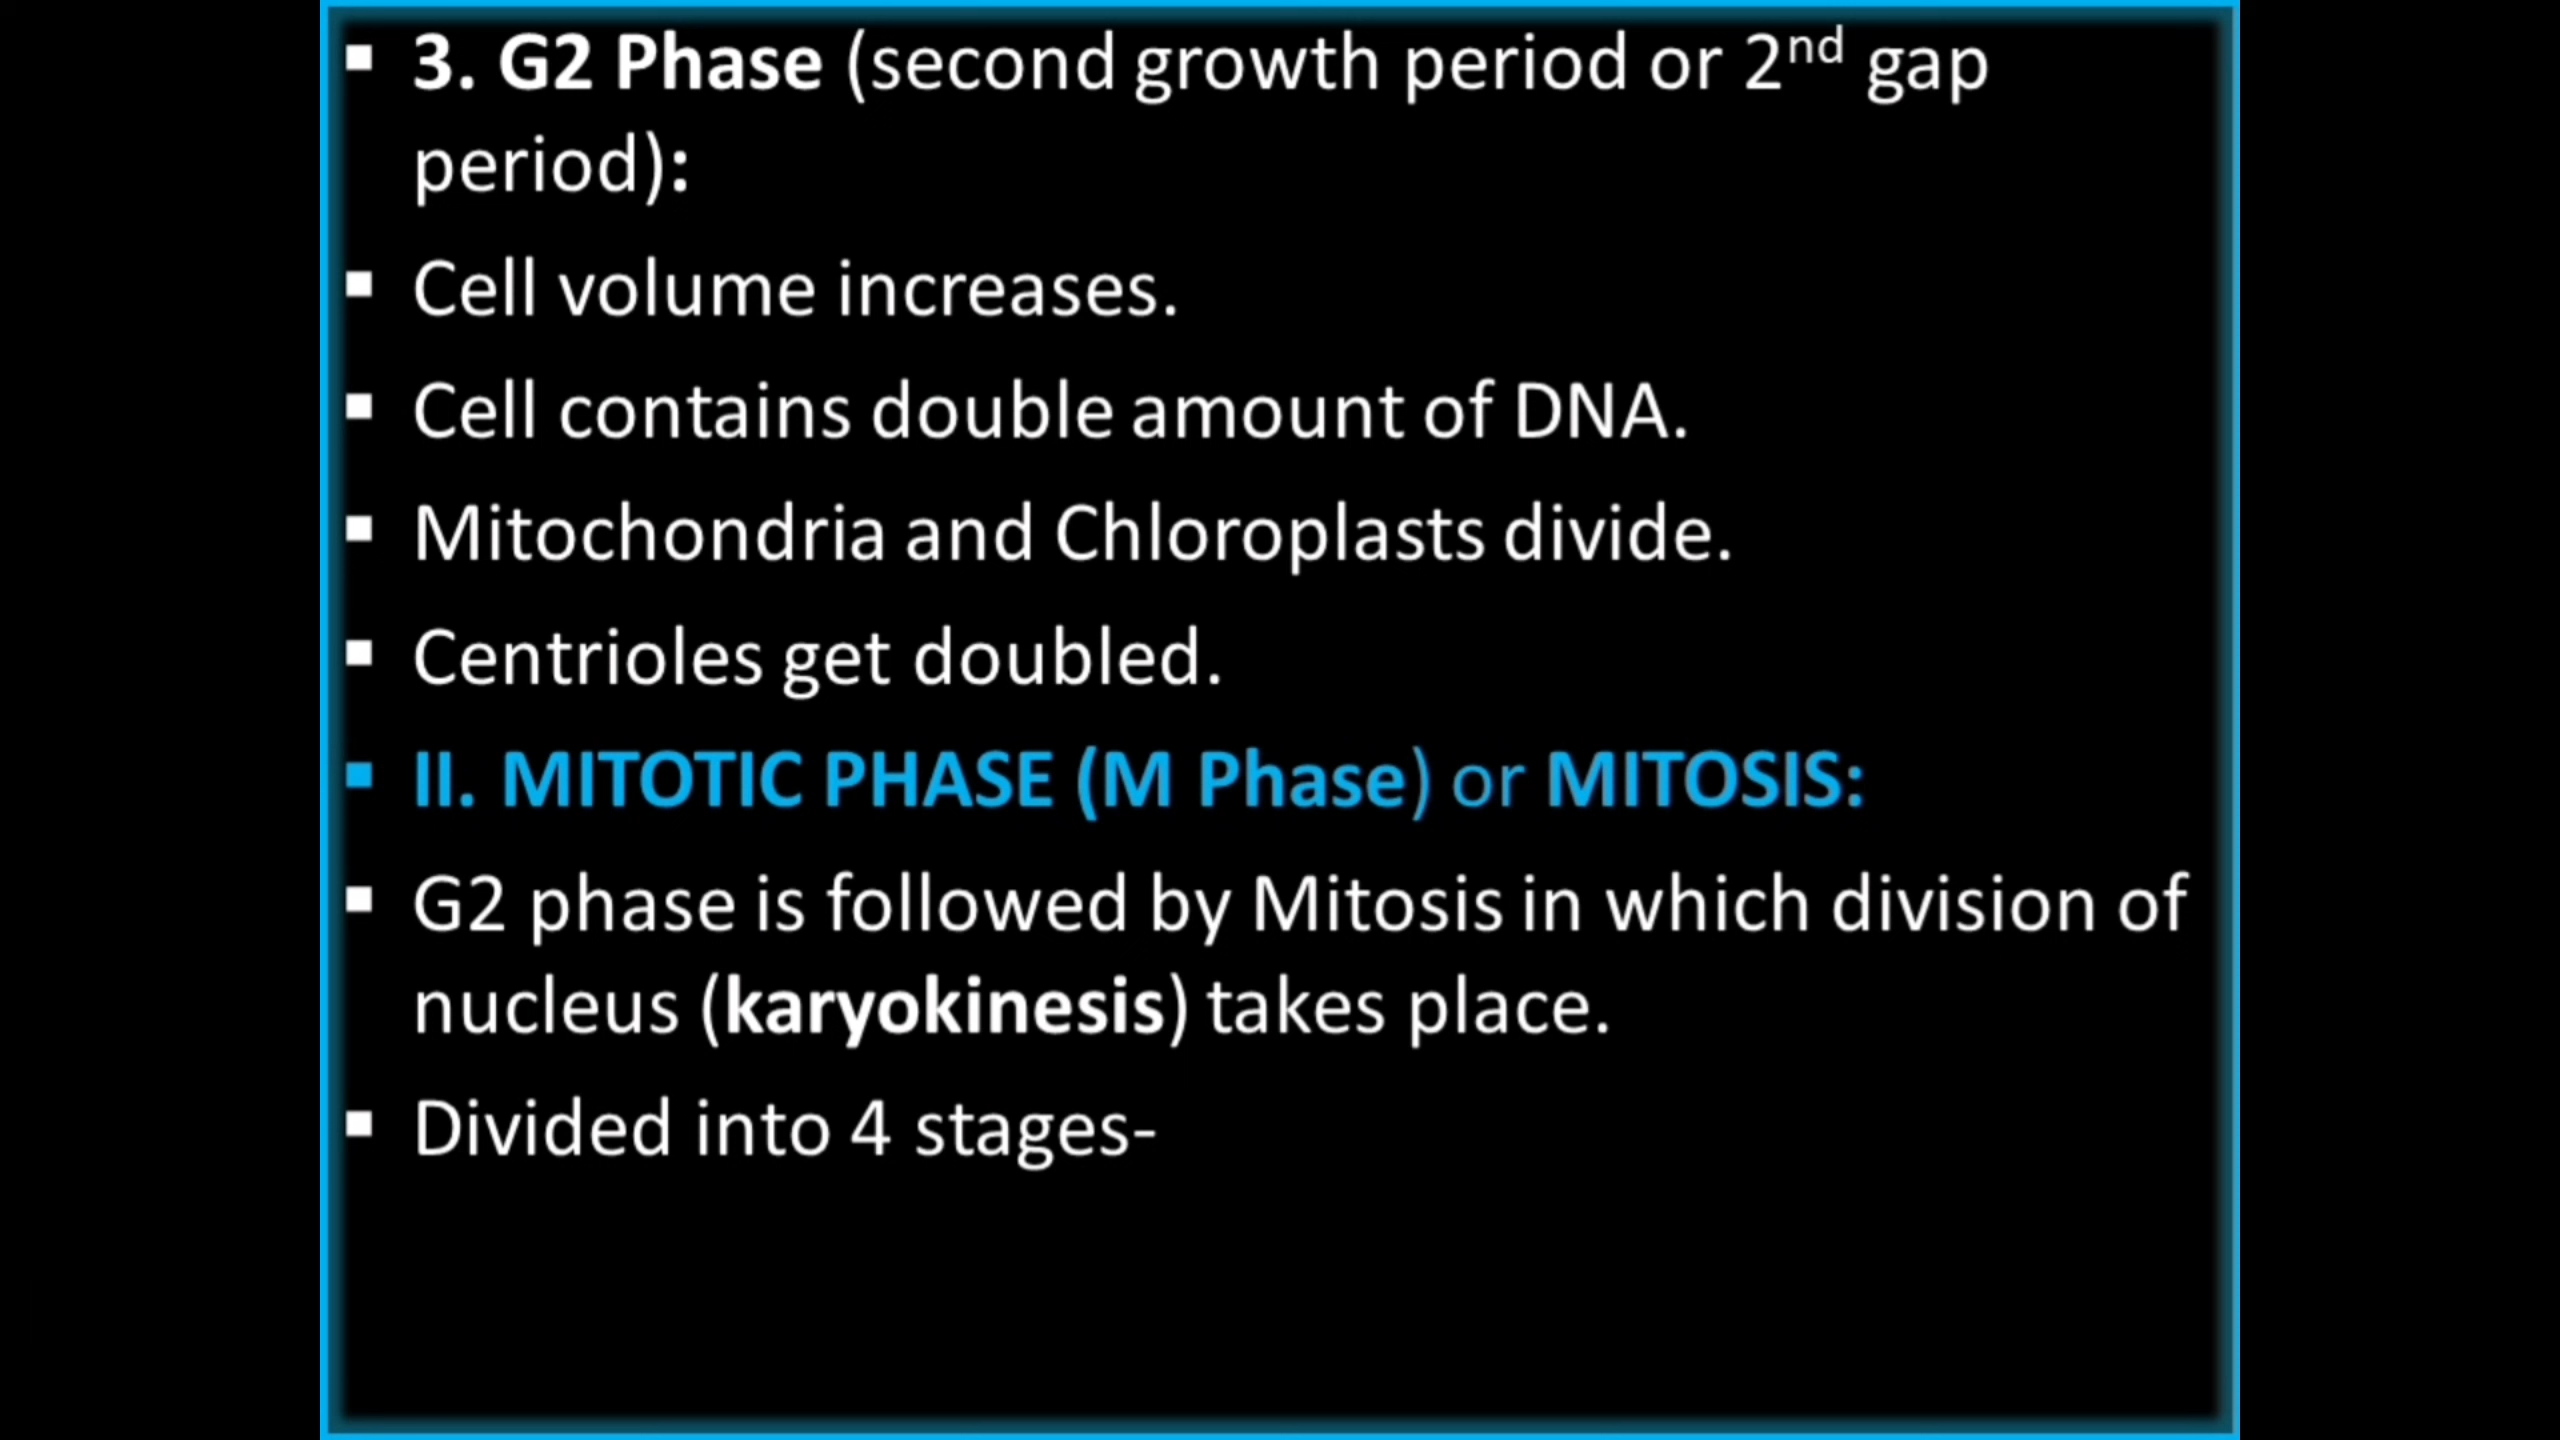 ▪ 3. G2 Phase (second growth period or 2nd gap
period):
▪ Cell volume increases.
▪ Cell contains double amount of DNA.
▪ Mitochondria and Chloroplasts divide.
▪ Centrioles get doubled.
▪ II. MITOTIC PHASE (M Phase) or MITOSIS:
▪ G2 phase is followed by Mitosis in which division of
nucleus (karyokinesis) takes place.
▪ Divided into 4 stages-